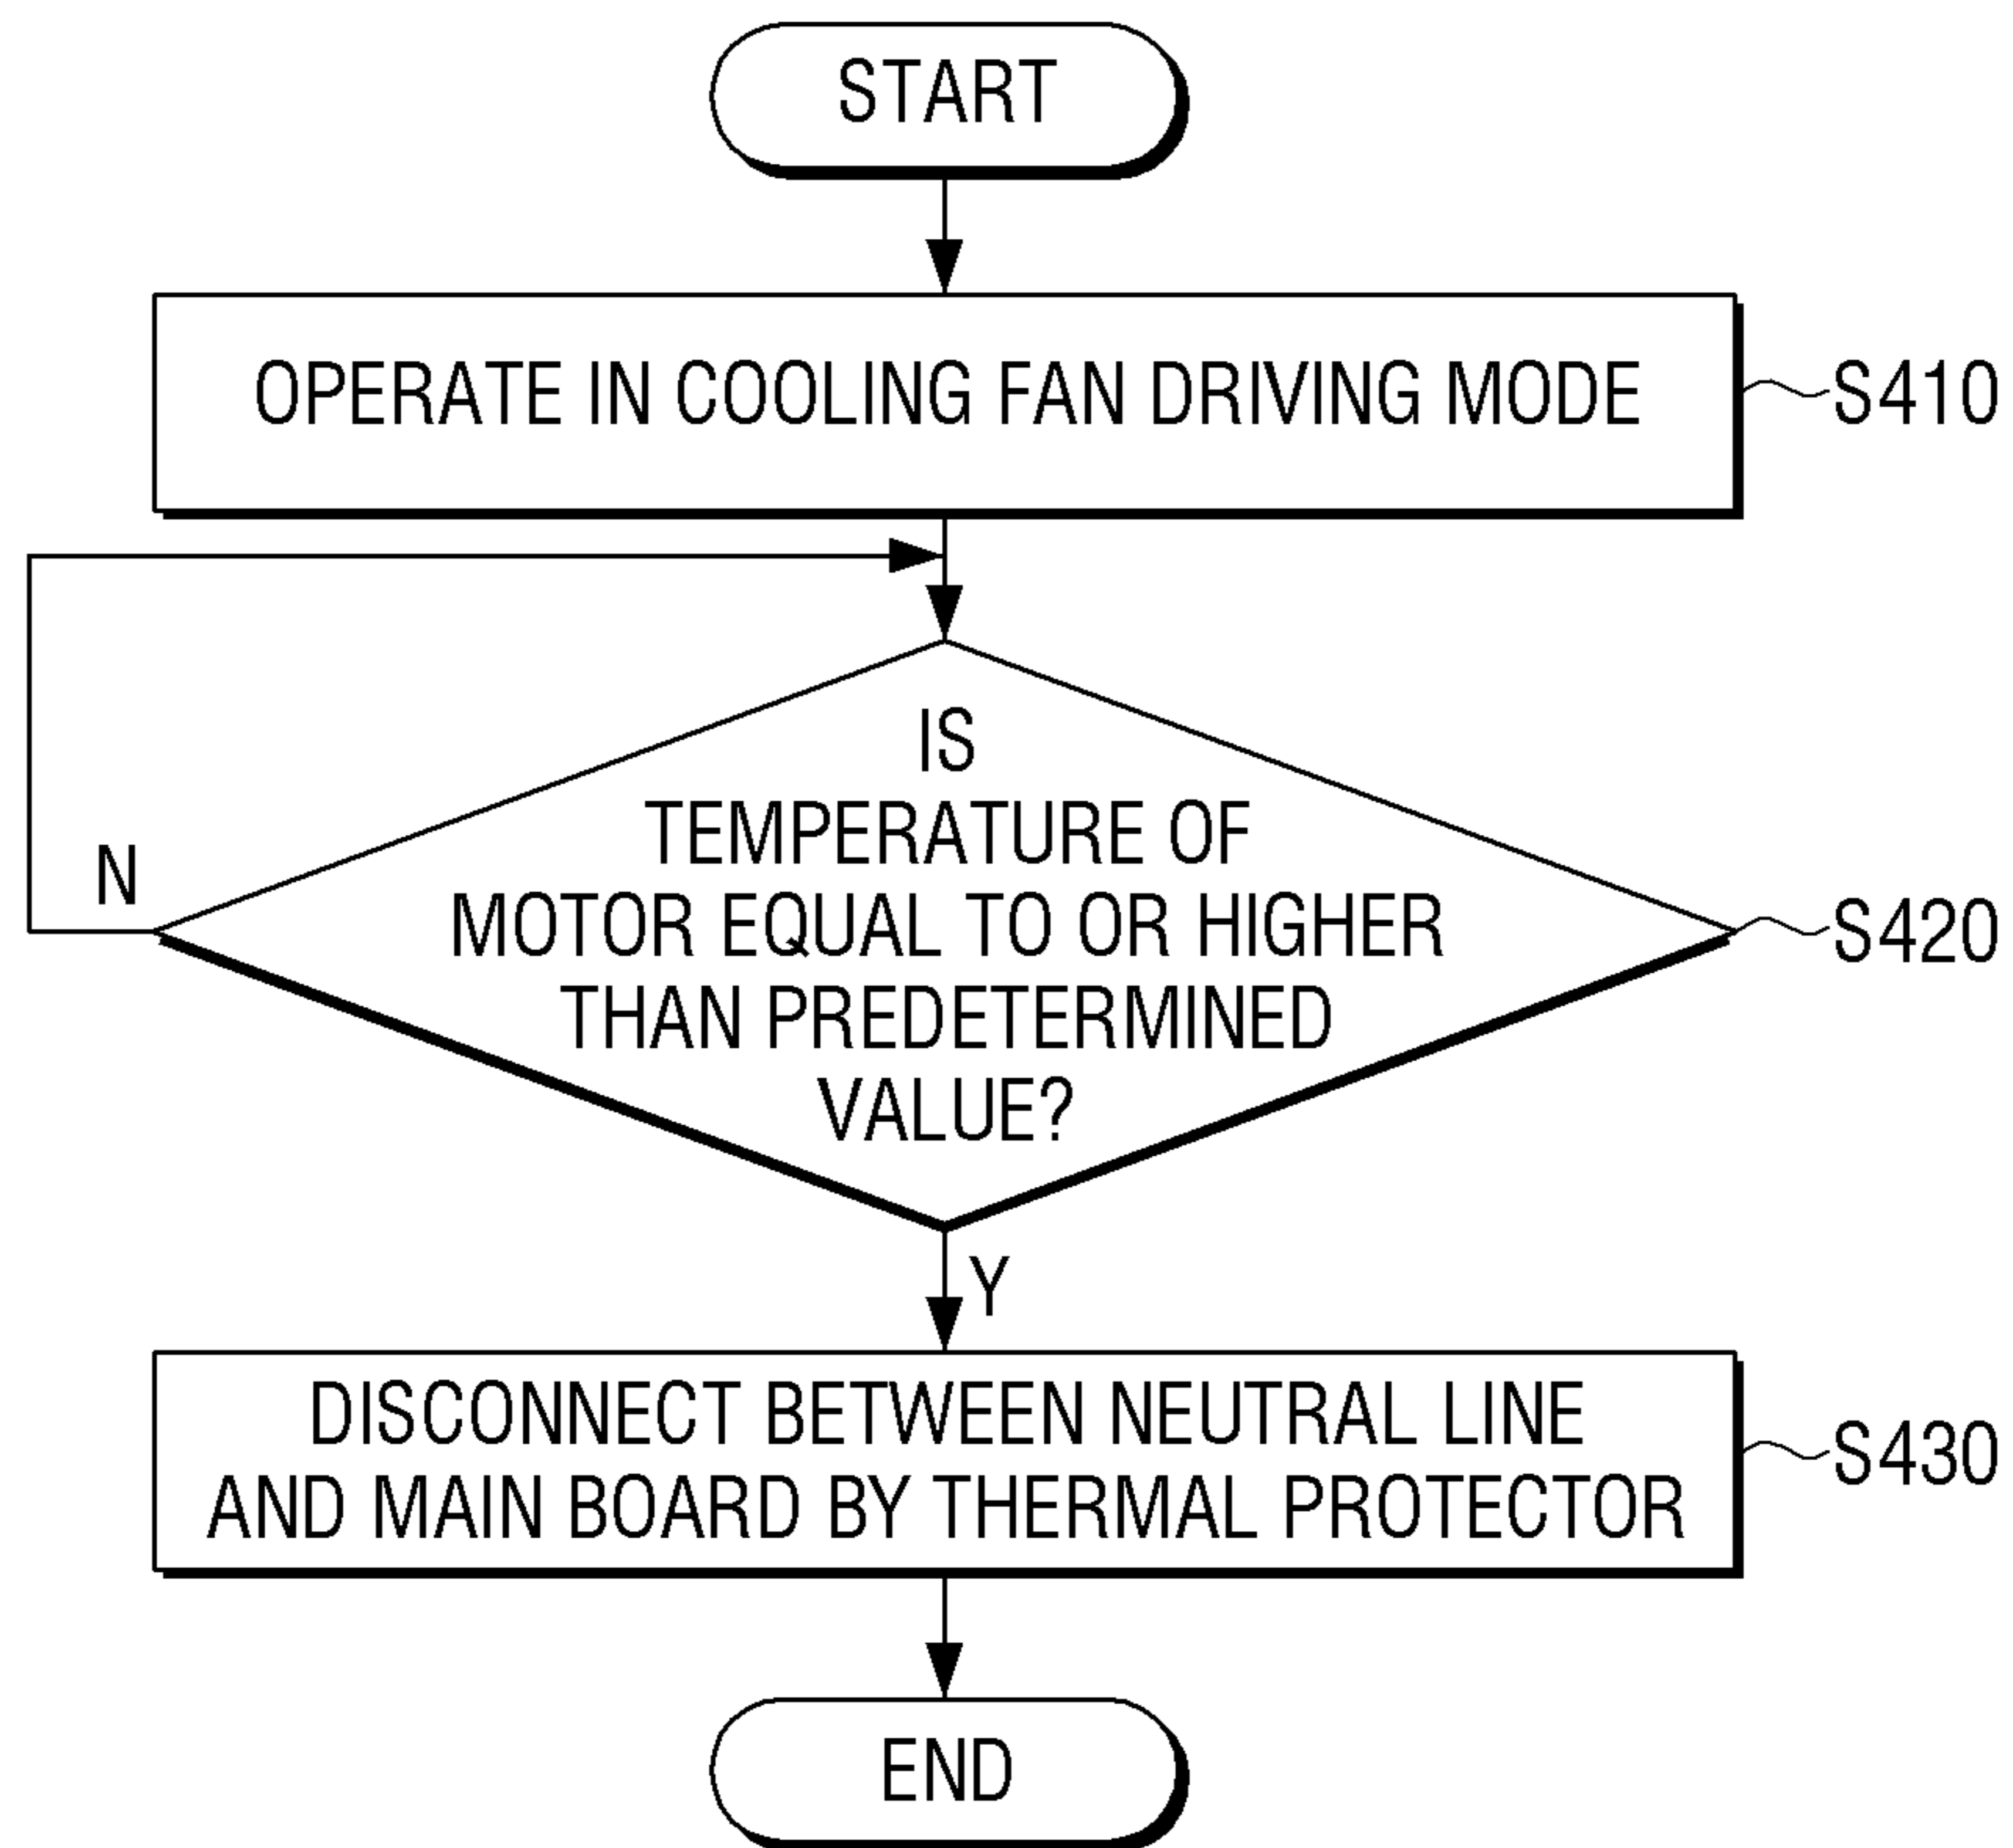 START
OPERATE IN COOLING FAN DRIVING MODE
S410
IS
TEMPERATURE OF
MOTOR EQUAL TO OR HIGHER
THAN PREDETERMINED
VALUE?
S420
N
Y
DISCONNECT BETWEEN NEUTRAL LINE
AND MAIN BOARD BY THERMAL PROTECTOR
S430
END